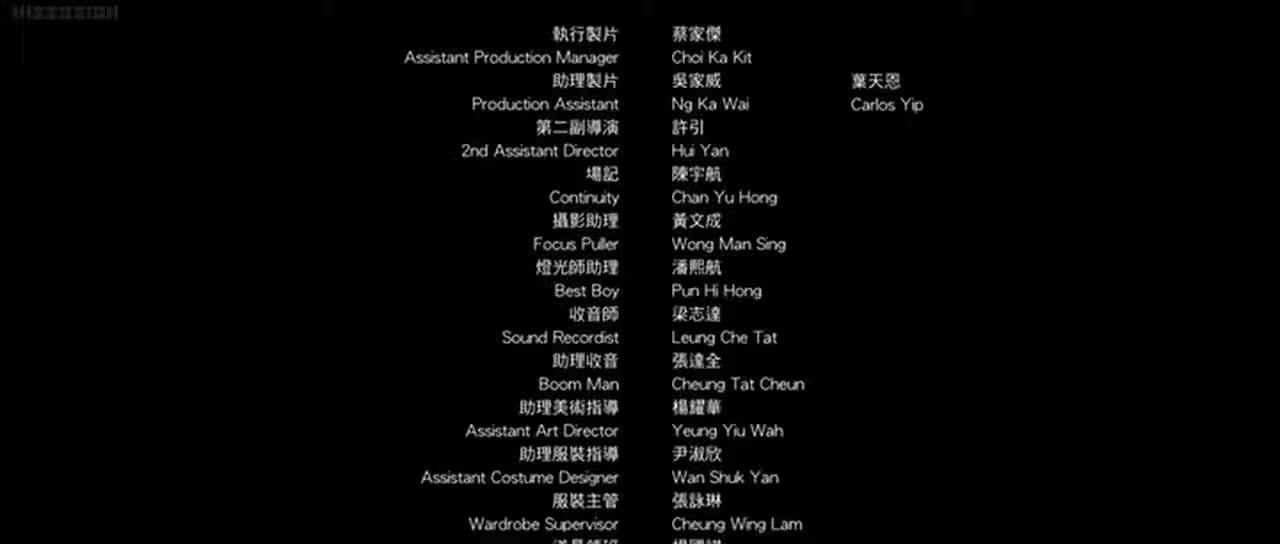 執行製片 蔡家傑
Assistant Production Manager Choi Ka Kit
助理製片 吳家威 葉天恩
Production Assistant Ng Ka Wai Carlos Yip
第二副導演 許引
2nd Assistant Director Hui Yan
場記 陳宇航
Continuity Chan Yu Hong
攝影助理 黃文成
Focus Puller Wong Man Sing
燈光師助理 潘熙航
Best Boy Pun Hi Hong
收音師 梁志達
Sound Recordist Leung Che Tat
助理收音 張達全
Boom Man Cheung Tat Cheun
助理美術指導 楊耀華
Assistant Art Director Yeung Yiu Wah
助理服裝指導 尹淑欣
Assistant Costume Designer Wan Shuk Yan
服裝主管 張詠琳
Wardrobe Supervisor Cheung Wing Lam